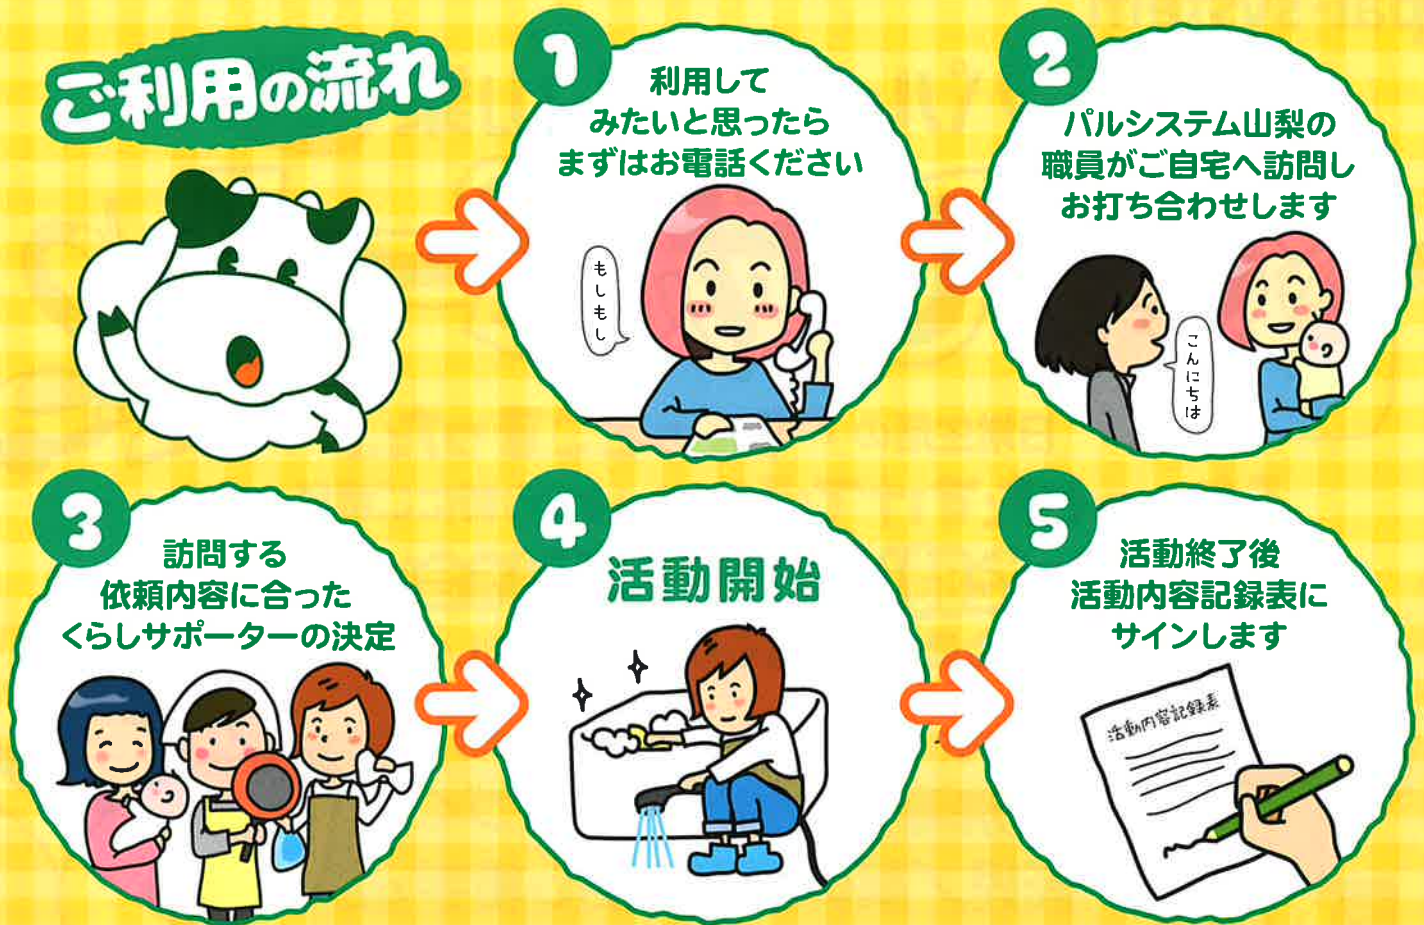 ご利用の流れ
1
利用して
みたいと思ったら
まずはお電話ください
もしもし
2
パルシステム山梨の
職員がご自宅へ訪問し
お打ち合わせします
こんにちは
3
訪問する
依頼内容に合った
くらしサポーターの決定
4
活動開始
5
活動終了後
活動内容記録表に
サインします
活動内容記録表